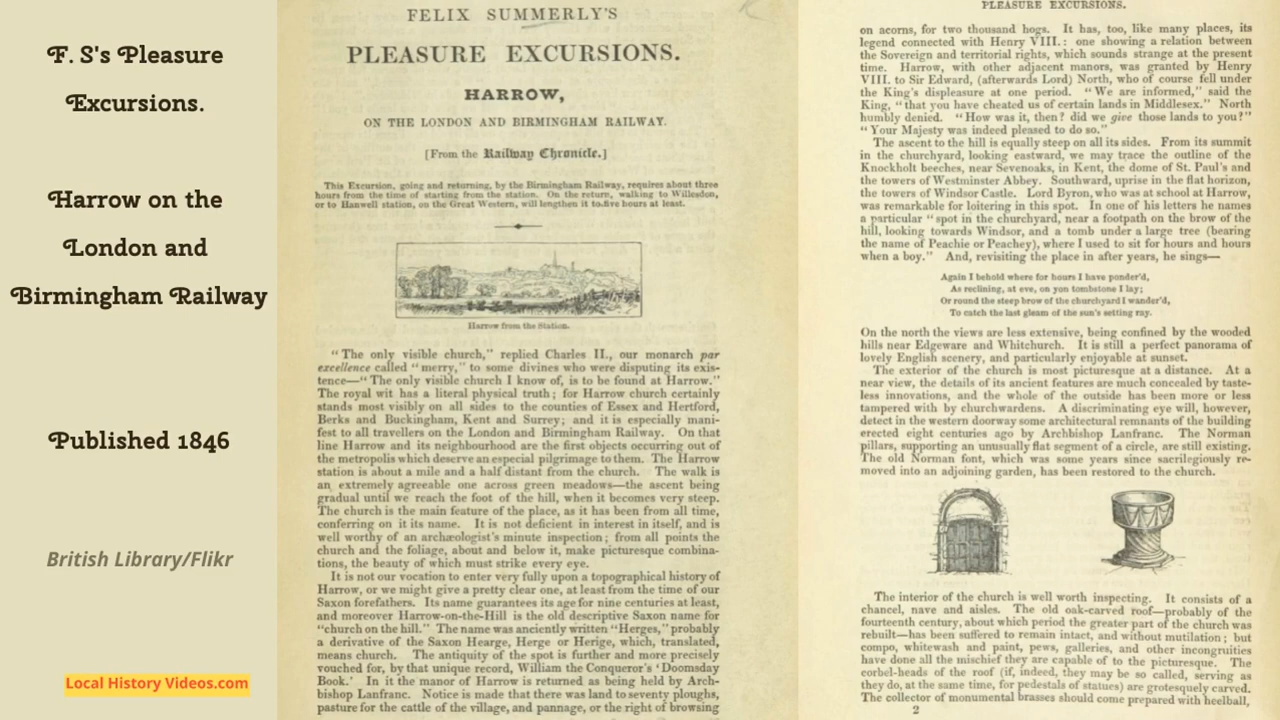 F. S's Pleasure
Excursions.
Harrow on the
London and
Birmingham Railway
Published 1846
British Library/Flikr
Local History Videos.com
FELIX SUMMERLY'S
PLEASURE EXCURSIONS.
HARROW,
ON THE LONDON AND BIRMINGHAM RAILWAY.
[From the Railway Chronicle.]
This Excursion, going and returning, by the Birmingham Railway, requires about three
hours from the time of starting from the station. On the return, walking to Wilesdon,
or to Hanwell station, on the Great Western, will lengthen it to five hours at least.
Harrow from the Station.
"The only visible church," replied Charles II., our monarch par
excellence called "merry," to some divines who were disputing its exis-
tence—"The only visible church I know of, is to be found at Harrow."
The royal wit has a literal physical truth; for Harrow church certainly
stands most visibly on all sides to the counties of Essex and Hertford,
Berks and Buckingham, Kent and Surrey; and it is especially mani-
fest to all travellers on the London and Birmingham Railway. On that
line Harrow and its neighbourhood are the first objects occurring out of
the metropolis which deserve an especial pilgrimage to them. The Harrow
station is about a mile and a half distant from the church. The walk is
an extremely agreeable one across green meadows—the ascent being
gradual until we reach the foot of the hill, when it becomes very steep.
The church is the main feature of the place, as it has been from all time,
conferring on it its name. It is not deficient in interest in itself, and is
well worthy of an archæologist's minute inspection; from all points the
church and the foliage, about and below it, make picturesque combina-
tions, the beauty of which must strike every eye.
It is not our vocation to enter very fully upon a topographical history of
Harrow, or we might give a pretty clear one, at least from the time of our
Saxon forefathers. Its name guarantees its age for nine centuries at least,
and moreover Harrow-on-the-Hill is the old descriptive Saxon name for
"church on the hill." The name was anciently written "Herges," probably
a derivative of the Saxon Hearge, Herge or Herige, which, translated,
means church. The antiquity of the spot is further and more precisely
vouched for, by that unique record, William the Conqueror's 'Doomsday
Book.' In it the manor of Harrow is returned as being held by Arch-
bishop Lanfranc. Notice is made that there was land to seventy ploughs,
pasture for the cattle of the village, and pannage, or the right of browsing
PLEASURE EXCURSIONS.
on acorns, for two thousand hogs. It has, too, like many places, its
legend connected with Henry VIII.: one showing a relation between
the Sovereign and territorial rights, which sounds strange at the present
time. Harrow, with other adjacent manors, was granted by Henry
VIII. to Sir Edward, (afterwards Lord) North, who of course fell under
the King's displeasure at one period. "We are informed," said the
King, "that you have cheated us of certain lands in Middlesex." North
humbly denied. "How was it, then? did we give those lands to you?"
"Your Majesty was indeed pleased to do so."
The ascent to the hill is equally steep on all its sides. From its summit
in the churchyard, looking eastward, we may trace the outline of the
Knockholt beeches, near Sevenoaks, in Kent, the dome of St. Paul's and
the towers of Westminster Abbey. Southward, uprise in the flat horizon,
the towers of Windsor Castle. Lord Byron, who was at school at Harrow,
was remarkable for loitering in this spot. In one of his letters he names
a particular "spot in the churchyard, near a footpath on the brow of the
hill, looking towards Windsor, and a tomb under a large tree (bearing
the name of Peachie or Peachey), where I used to sit for hours and hours
when a boy." And, revisiting the place in after years, he sings—
Again I behold where for hours I have ponder'd,
As reclining, at eve, on yon tombstone I lay;
Or round the steep brow of the churchyard I wander'd,
To catch the last gleam of the sun's setting ray.
On the north the views are less extensive, being confined by the wooded
hills near Edgeware and Whitchurch. It is still a perfect panorama of
lovely English scenery, and particularly enjoyable at sunset.
The exterior of the church is most picturesque at a distance. At a
near view, the details of its ancient features are much concealed by taste-
less innovations, and the whole of the outside has been more or less
tampered with by churchwardens. A discriminating eye will, however,
detect in the western doorway some architectural remnants of the building
erected eight centuries ago by Archbishop Lanfranc. The Norman
pillars, supporting an unusually flat segment of a circle, are still existing.
The old Norman font, which was some years since sacrilegiously re-
moved into an adjoining garden, has been restored to the church.
The interior of the church is well worth inspecting. It consists of a
chancel, nave and aisles. The old oak-carved roof—probably of the
fourteenth century, about which period the greater part of the church was
rebuilt—has been suffered to remain intact, and without mutilation; but
compo, whitewash and paint, pews, galleries, and other incongruities
have done all the mischief they are capable of to the picturesque. The
corbel-heads of the roof (if, indeed, they may be so called, serving as
they do, at the same time, for pedestals of statues) are grotesquely carved.
The collector of monumental brasses should come prepared with heelball,
2